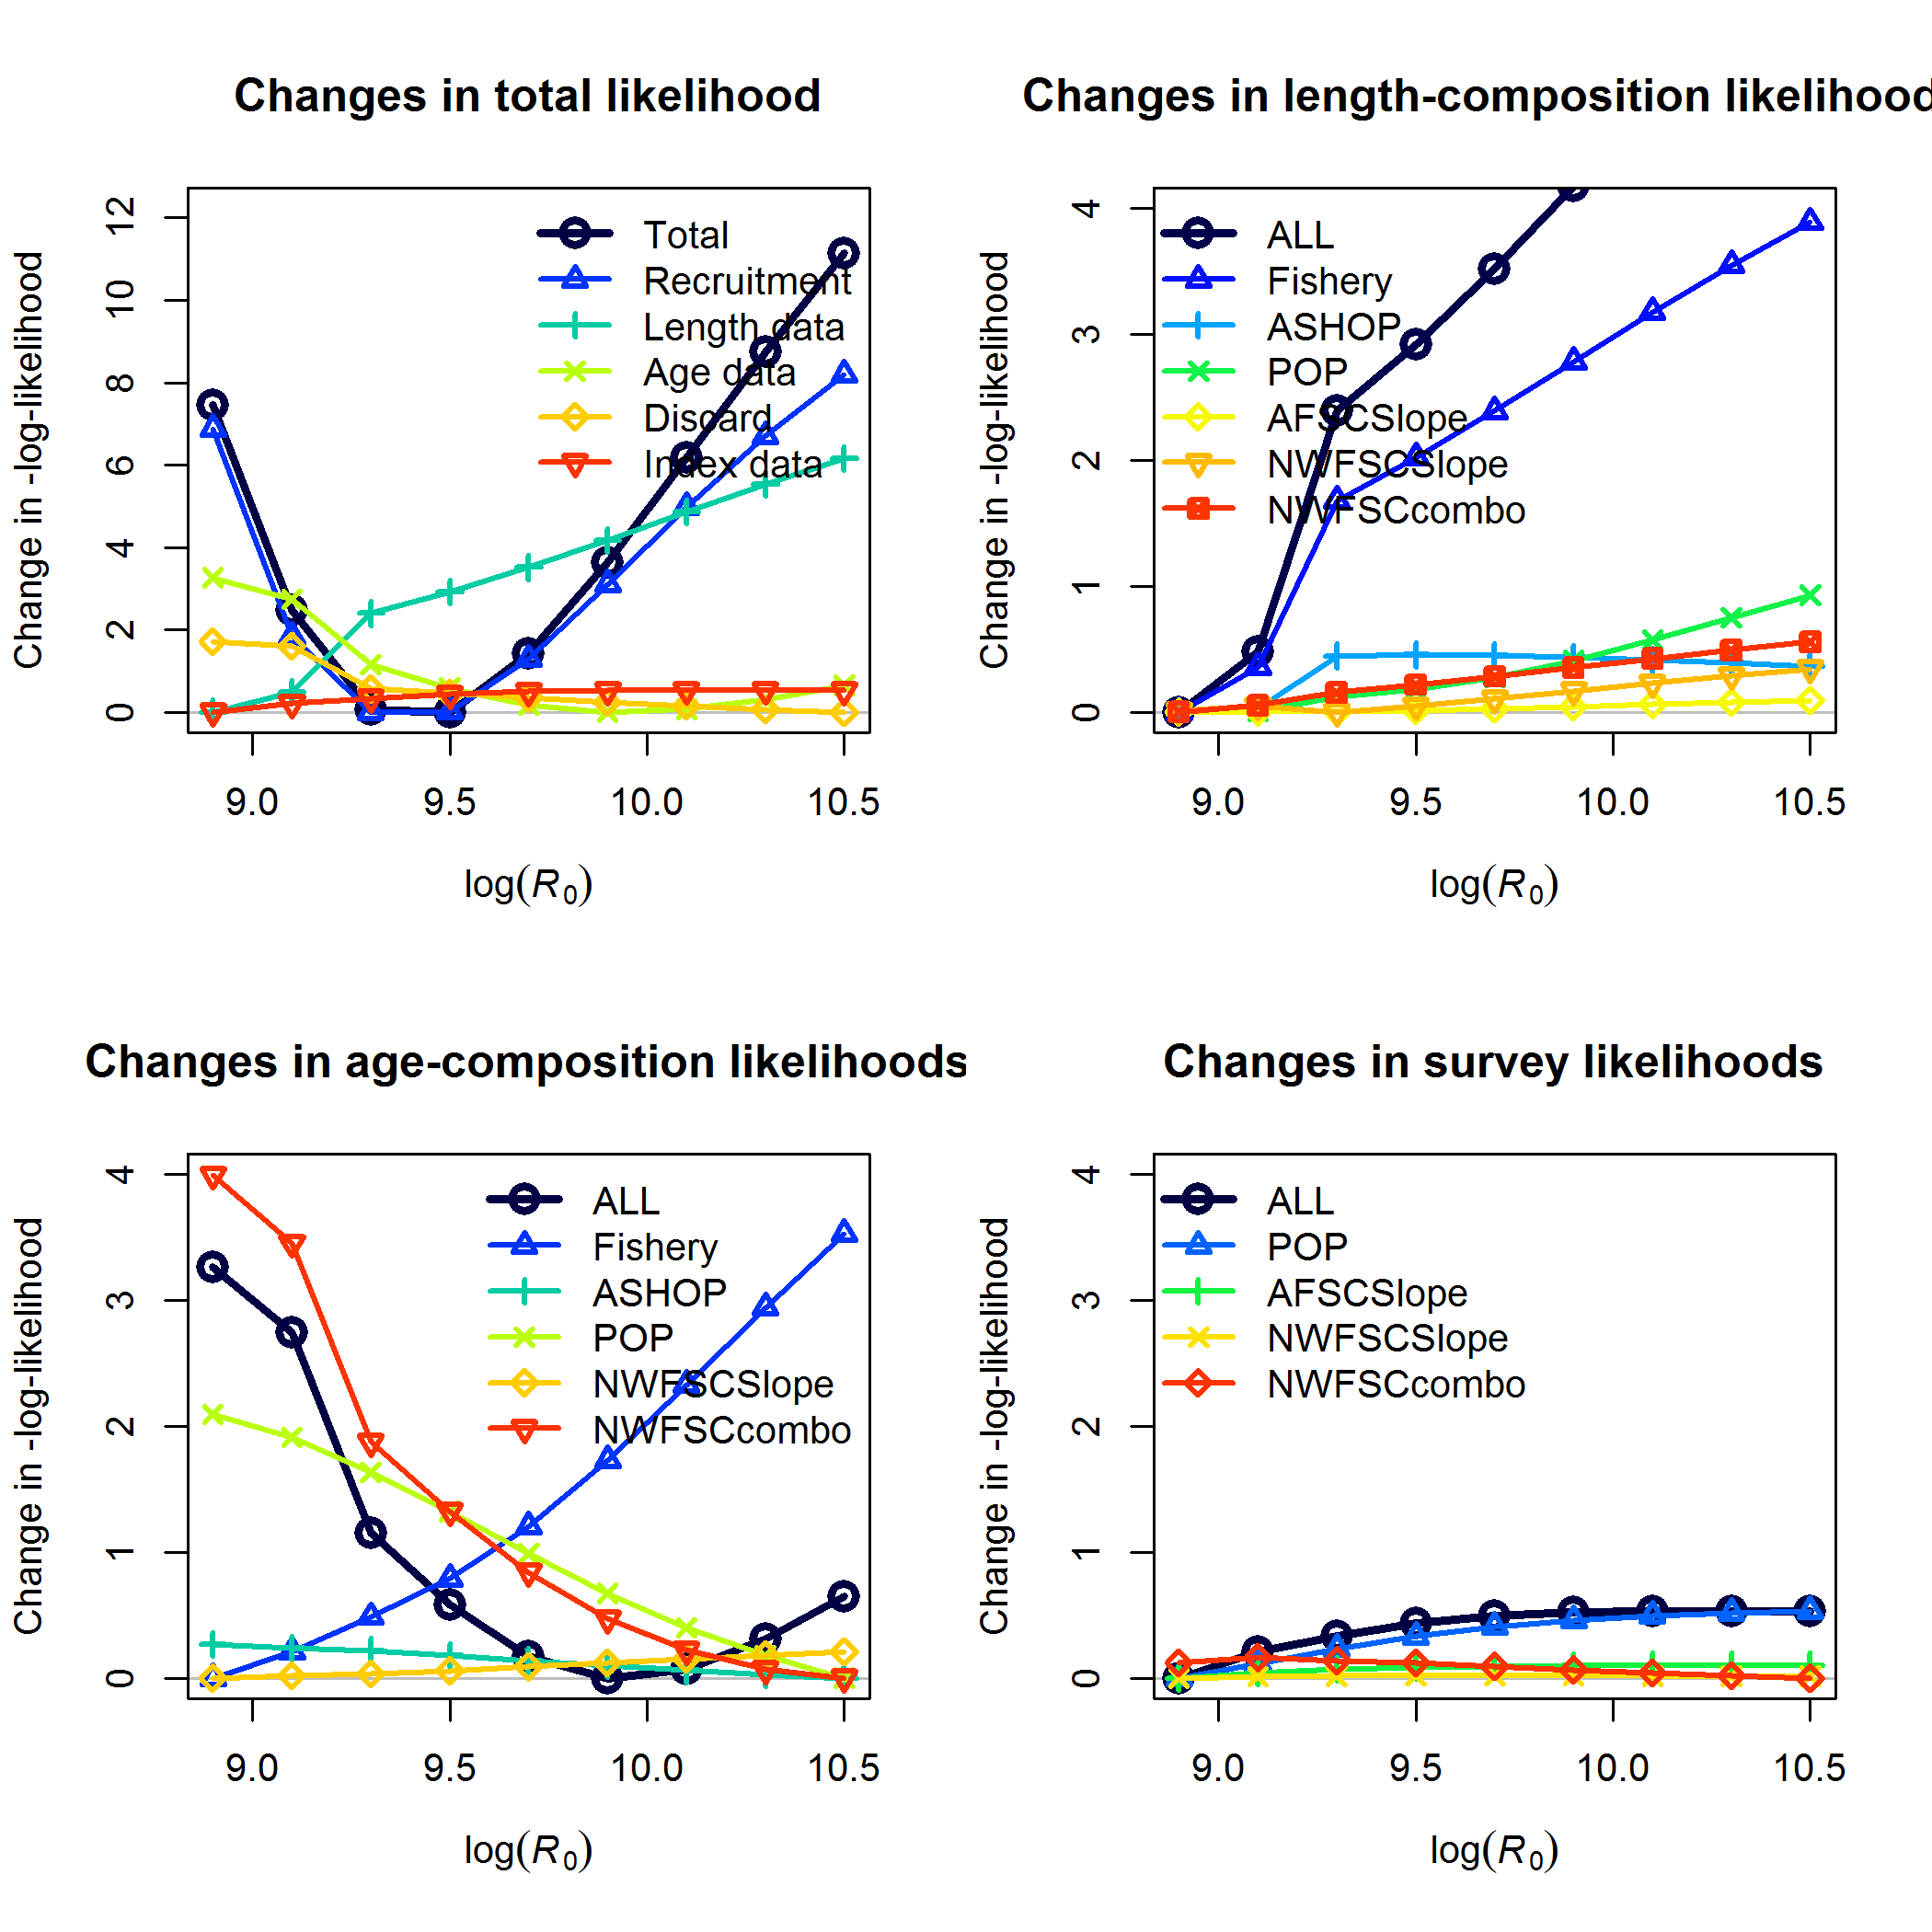 Changes in total likelihood
Change in -log-likelihood
12
10
8
6
4
2
0
Total
Recruitment
Length data
Age data
Discard
Index data
9.0 9.5 10.0 10.5
log(R0)
Changes in length-composition likelihood
Change in -log-likelihood
4
3
2
1
0
ALL
Fishery
ASHOP
POP
AFSCSlope
NWFSCSlope
NWFSCcombo
9.0 9.5 10.0 10.5
log(R0)
Changes in age-composition likelihoods
Change in -log-likelihood
4
3
2
1
0
ALL
Fishery
ASHOP
POP
NWFSCSlope
NWFSCcombo
9.0 9.5 10.0 10.5
log(R0)
Changes in survey likelihoods
Change in -log-likelihood
4
3
2
1
0
ALL
POP
AFSCSlope
NWFSCSlope
NWFSCcombo
9.0 9.5 10.0 10.5
log(R0)